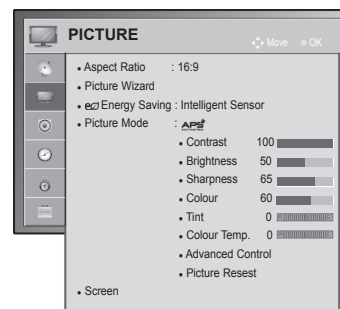 PICTURE
Move OK
• Aspect Ratio : 16:9
• Picture Wizard
• Energy Saving : Intelligent Sensor
• Picture Mode : APS
• Contrast 100
• Brightness 50
• Sharpness 65
• Colour 60
• Tint 0
• Colour Temp. 0
• Advanced Control
• Picture Resest
• Screen